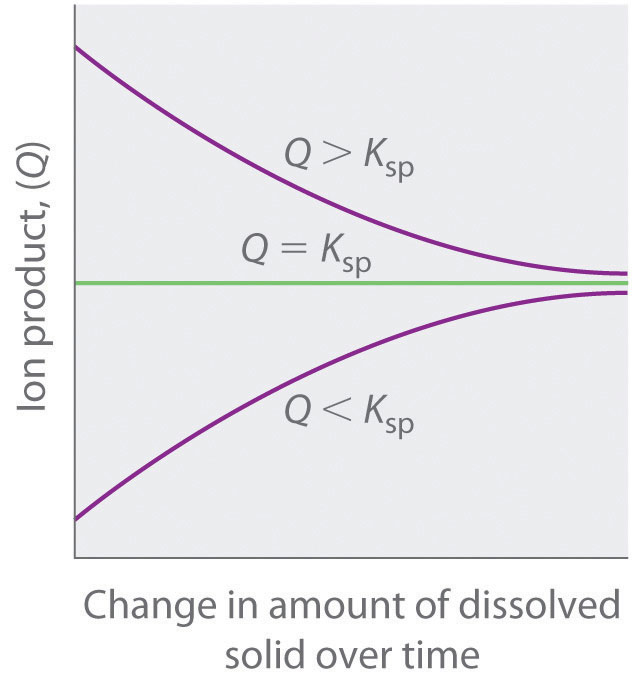 Q > Ksp
Q = Ksp
Q < Ksp
Ion product, (Q)
Change in amount of dissolved
solid over time